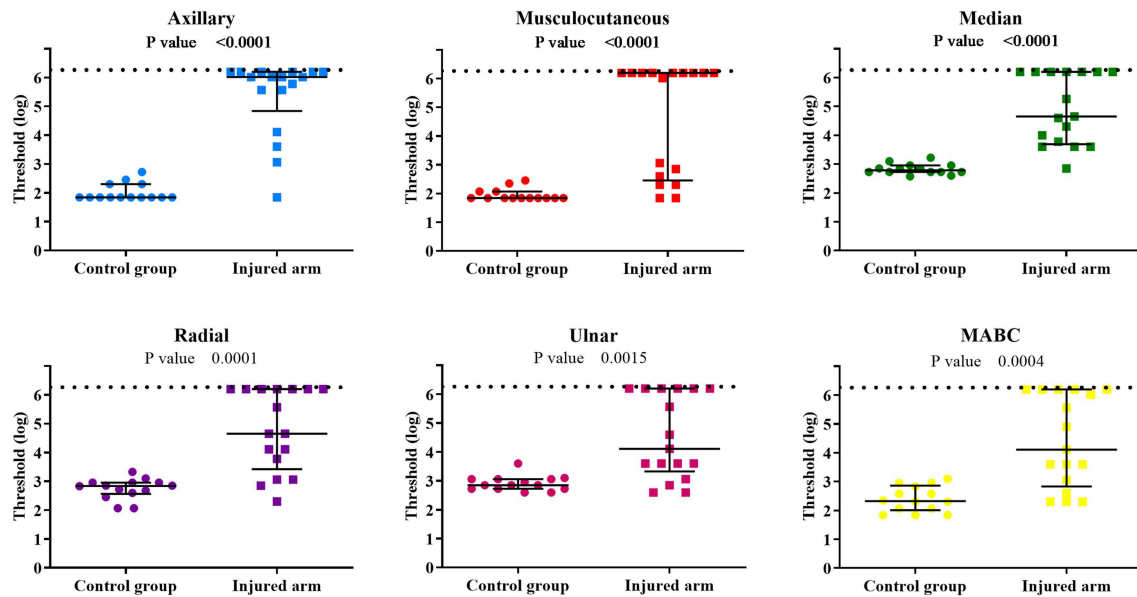 Axillary
P value <0.0001
Threshold (log)
6
5
4
3
2
1
0
Control group Injured arm
Musculocutaneous
P value <0.0001
Threshold (log)
6
5
4
3
2
1
0
Control group Injured arm
Median
P value <0.0001
Threshold (log)
6
5
4
3
2
1
0
Control group Injured arm
Radial
P value 0.0001
Threshold (log)
6
5
4
3
2
1
0
Control group Injured arm
Ulnar
P value 0.0015
Threshold (log)
6
5
4
3
2
1
0
Control group Injured arm
MABC
P value 0.0004
Threshold (log)
6
5
4
3
2
1
0
Control group Injured arm